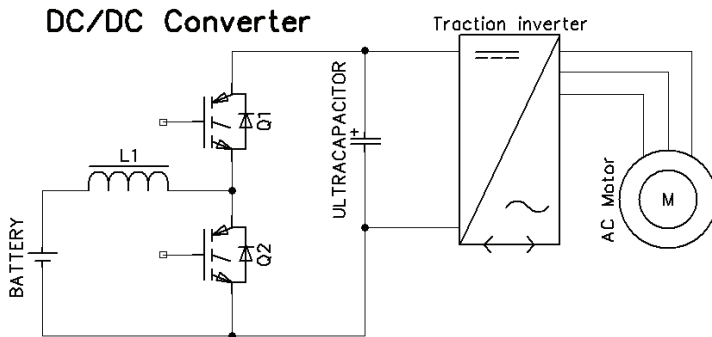 DC/DC Converter
Traction inverter
Q1
ULTRACAPACITOR
+
L1
M
AC Motor
BATTERY
Q2